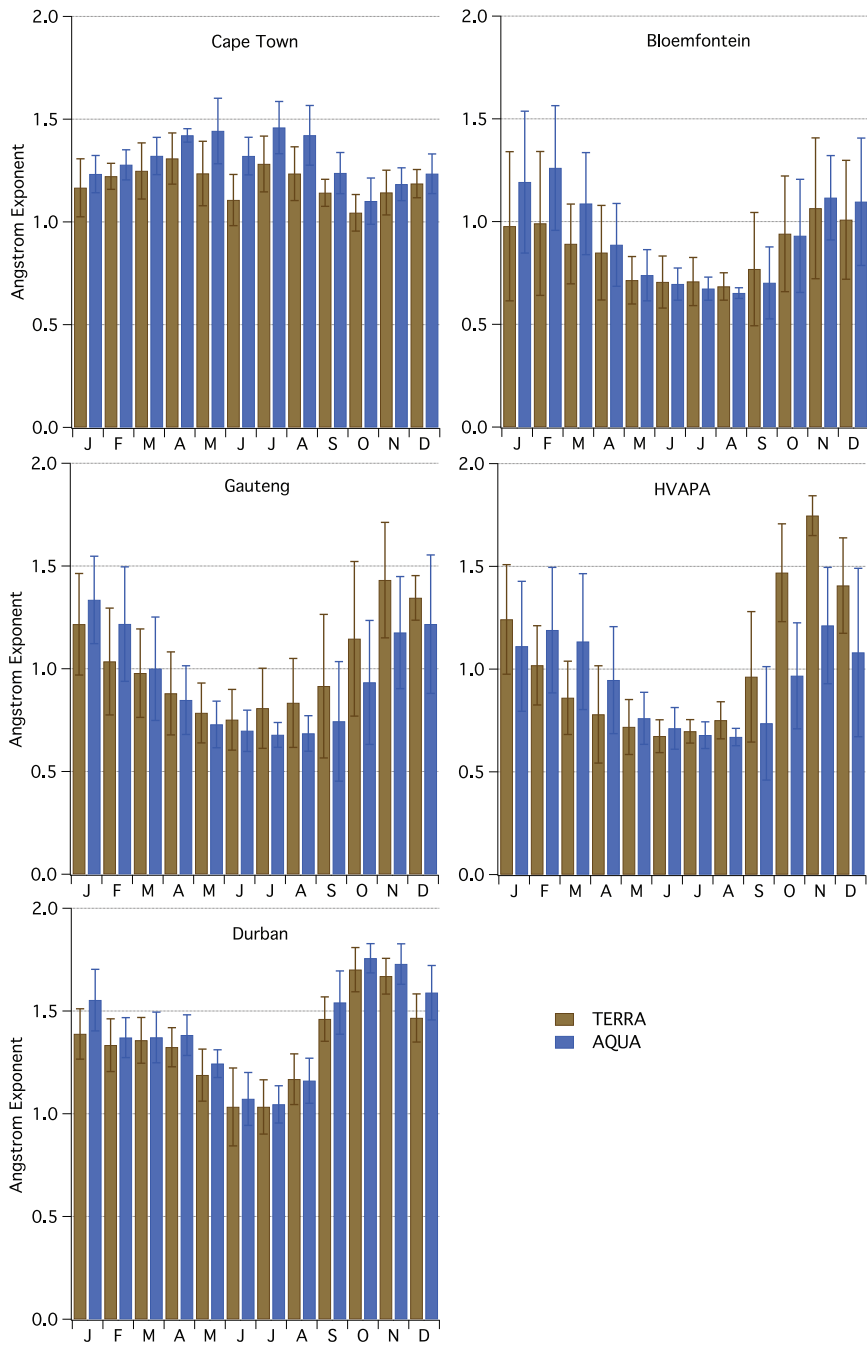 2.0
Cape Town
1.5
1.0
0.5
0.0
Angstrom Exponent
J F M A M J J A S O N D
2.0
Bloemfontein
1.5
1.0
0.5
0.0
J F M A M J J A S O N D
2.0
Gauteng
1.5
1.0
0.5
0.0
Angstrom Exponent
J F M A M J J A S O N D
2.0
HVAPA
1.5
1.0
0.5
0.0
J F M A M J J A S O N D
2.0
Durban
1.5
1.0
0.5
0.0
Angstrom Exponent
J F M A M J J A S O N D
TERRA
AQUA